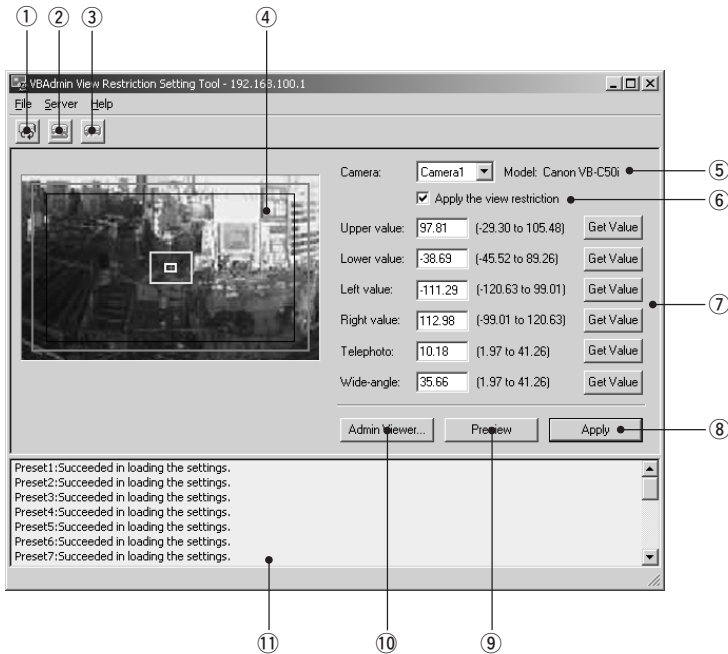 ① ② ③ ④
VBAdmin View Restriction Setting Tool - 192.168.100.1
File Server Help
Camera: Camera1 Model: Canon VB-C50i ⑤
Apply the view restriction ⑥
Upper value: 97.81 (-29.30 to 105.48) Get Value
Lower value: -38.69 (-45.52 to 89.26) Get Value
Left value: -111.29 (-120.63 to 99.01) Get Value
⑦
Right value: 112.98 (-99.01 to 120.63) Get Value
Telephoto: 10.18 (1.97 to 41.26) Get Value
Wide-angle: 35.66 (1.97 to 41.26) Get Value
Admin Viewer... Preview Apply ⑧
Preset1:Succeeded in loading the settings.
Preset2:Succeeded in loading the settings.
Preset3:Succeeded in loading the settings.
Preset4:Succeeded in loading the settings.
Preset5:Succeeded in loading the settings.
Preset6:Succeeded in loading the settings.
Preset7:Succeeded in loading the settings.
⑪ ⑩ ⑨